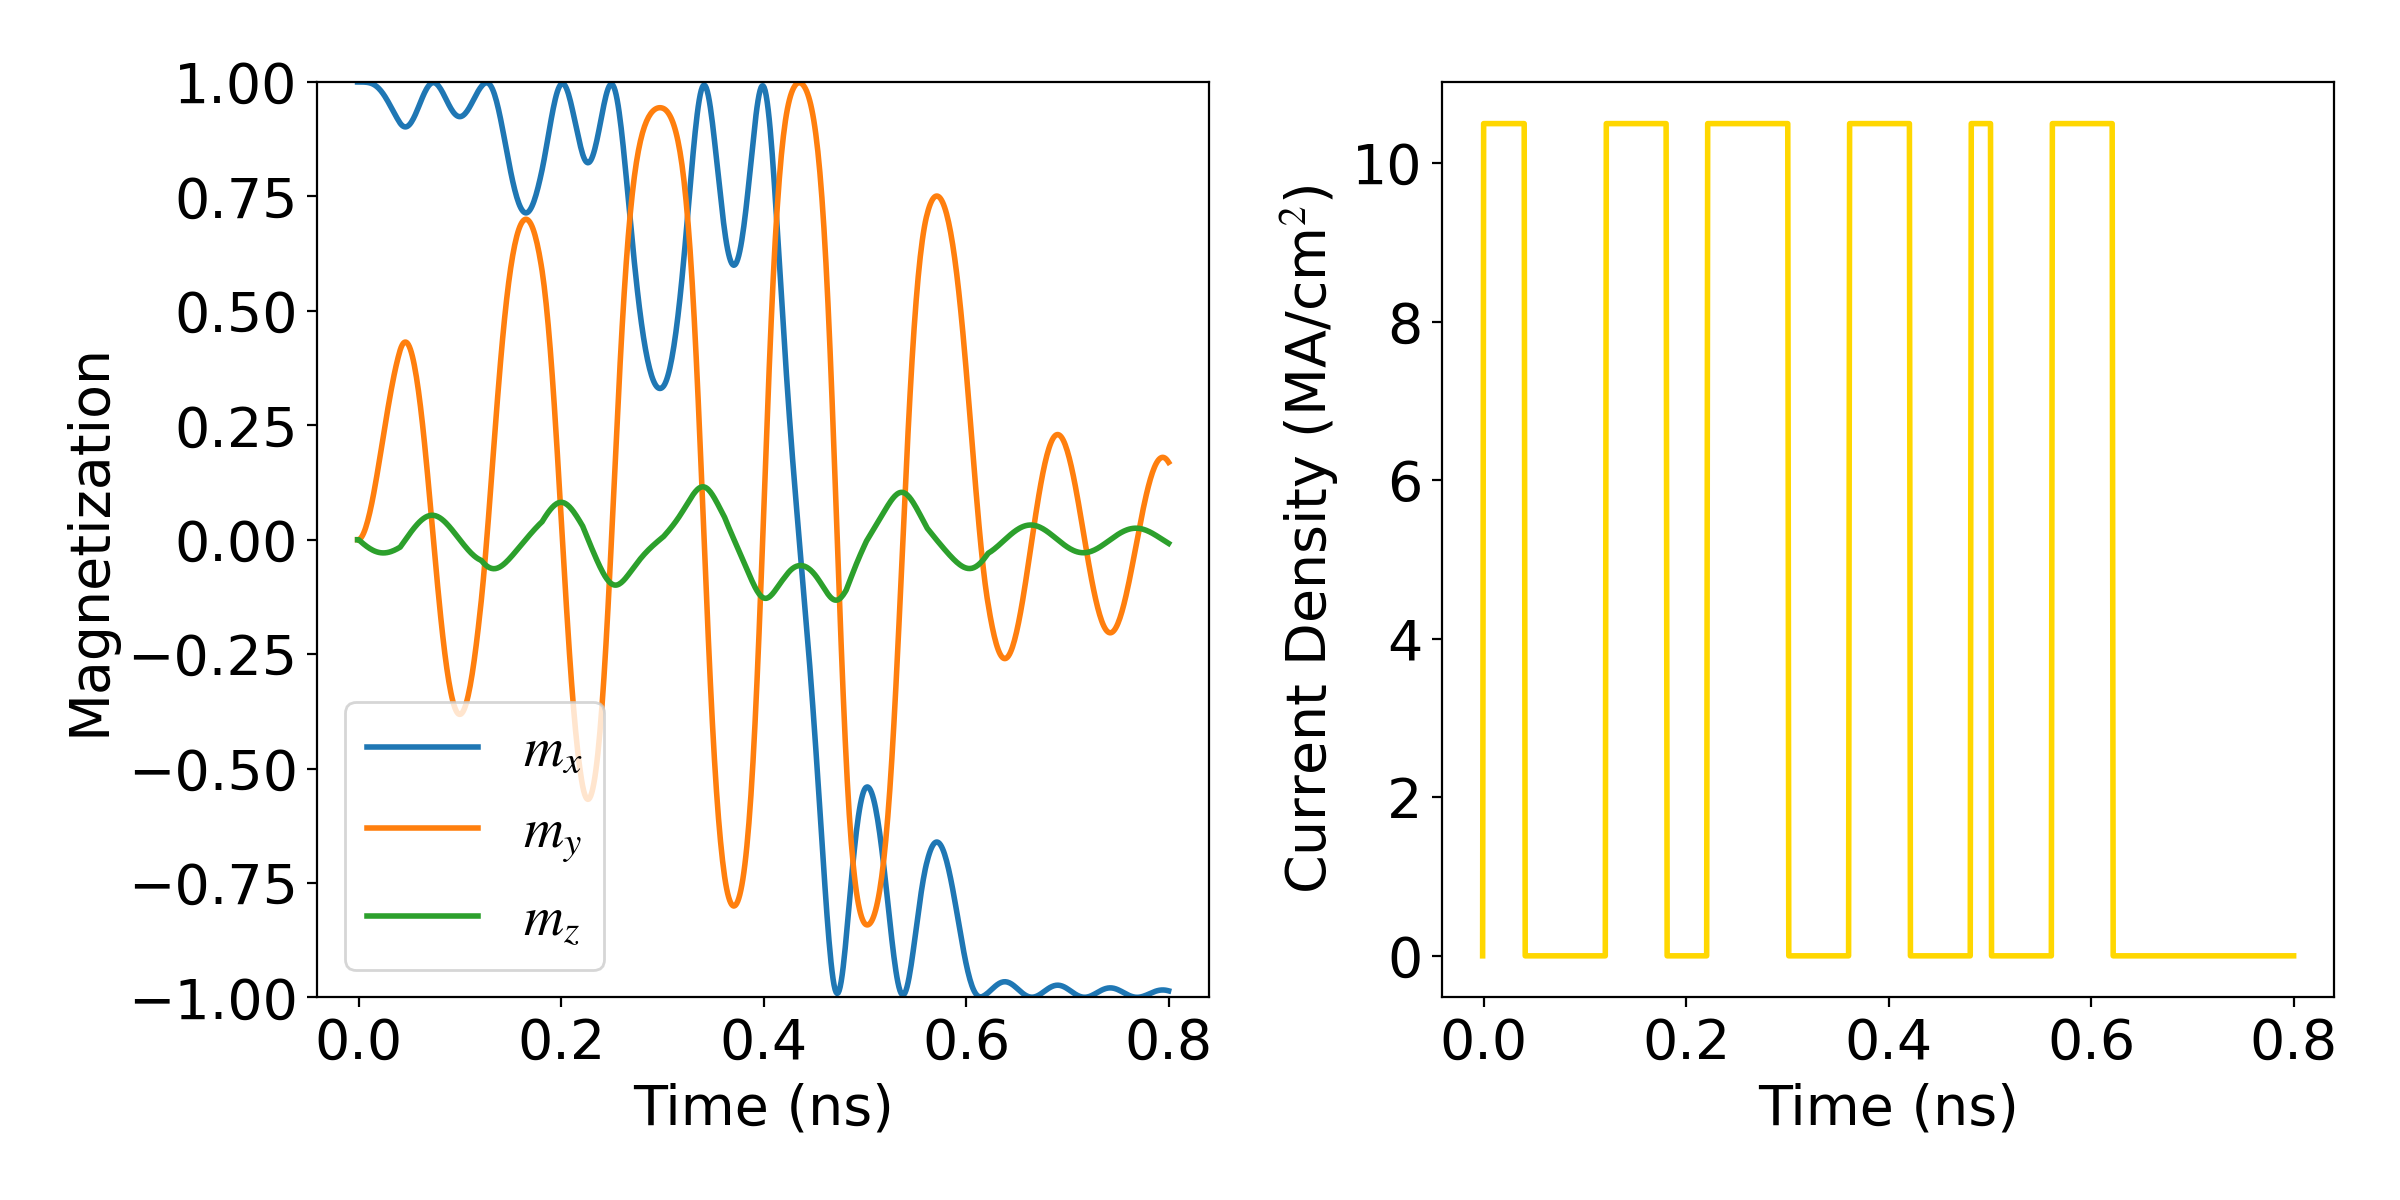 1.00
0.75
0.50
0.25
0.00
−0.25
−0.50
−0.75
−1.00
Magnetization
0.0 0.2 0.4 0.6 0.8
Time (ns)
m_x
m_y
m_z
10
8
6
4
2
0
Current Density (MA/cm²)
0.0 0.2 0.4 0.6 0.8
Time (ns)